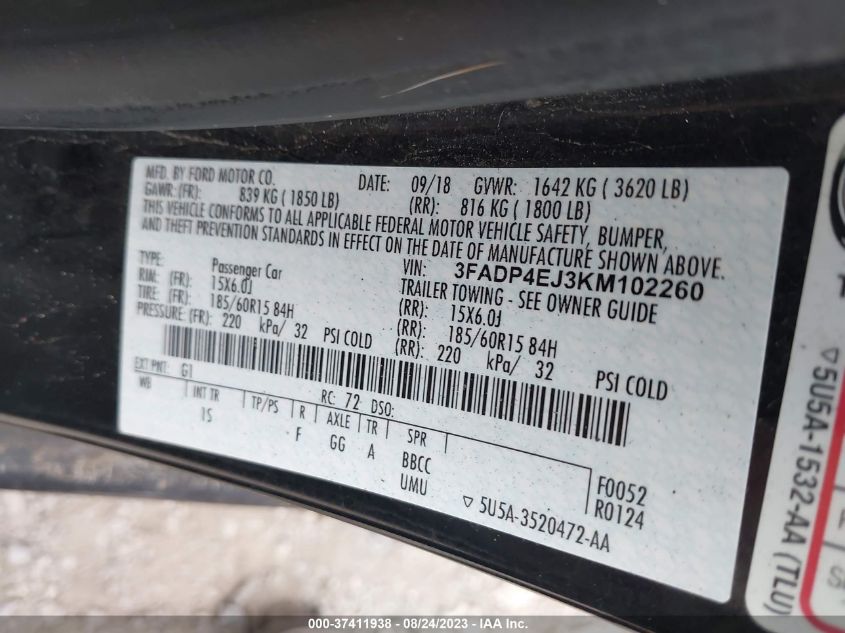 MFD. BY FORD MOTOR CO. DATE: 09/18 GVWR: 1642 KG ( 3620 LB)
GAWR: (FR): 839 KG ( 1850 LB) (RR): 816 KG ( 1800 LB)
THIS VEHICLE CONFORMS TO ALL APPLICABLE FEDERAL MOTOR VEHICLE SAFETY, BUMPER,
AND THEFT PREVENTION STANDARDS IN EFFECT ON THE DATE OF MANUFACTURE SHOWN ABOVE.
VIN: 3FADP4EJ3KM102260
TYPE: Passenger Car TRAILER TOWING - SEE OWNER GUIDE
RIM: (FR): 15X6.0J (RR): 15X6.0J
TIRE: (FR): 185/60R15 84H (RR): 185/60R15 84H
PRESSURE: (FR): 220 kPa/ 32 PSI COLD (RR): 220 kPa/ 32 PSI COLD
EXT PNT: G1 RC: 72 DSO:
WB INT TR TP/PS R AXLE TR SPR
IS F GG A BBCC
UMU
F0052
R0124
▽ 5U5A-3520472-AA
▽ 5U5A-1532-AA (TLU)
000-37411938 - 08/24/2023 - IAA Inc.